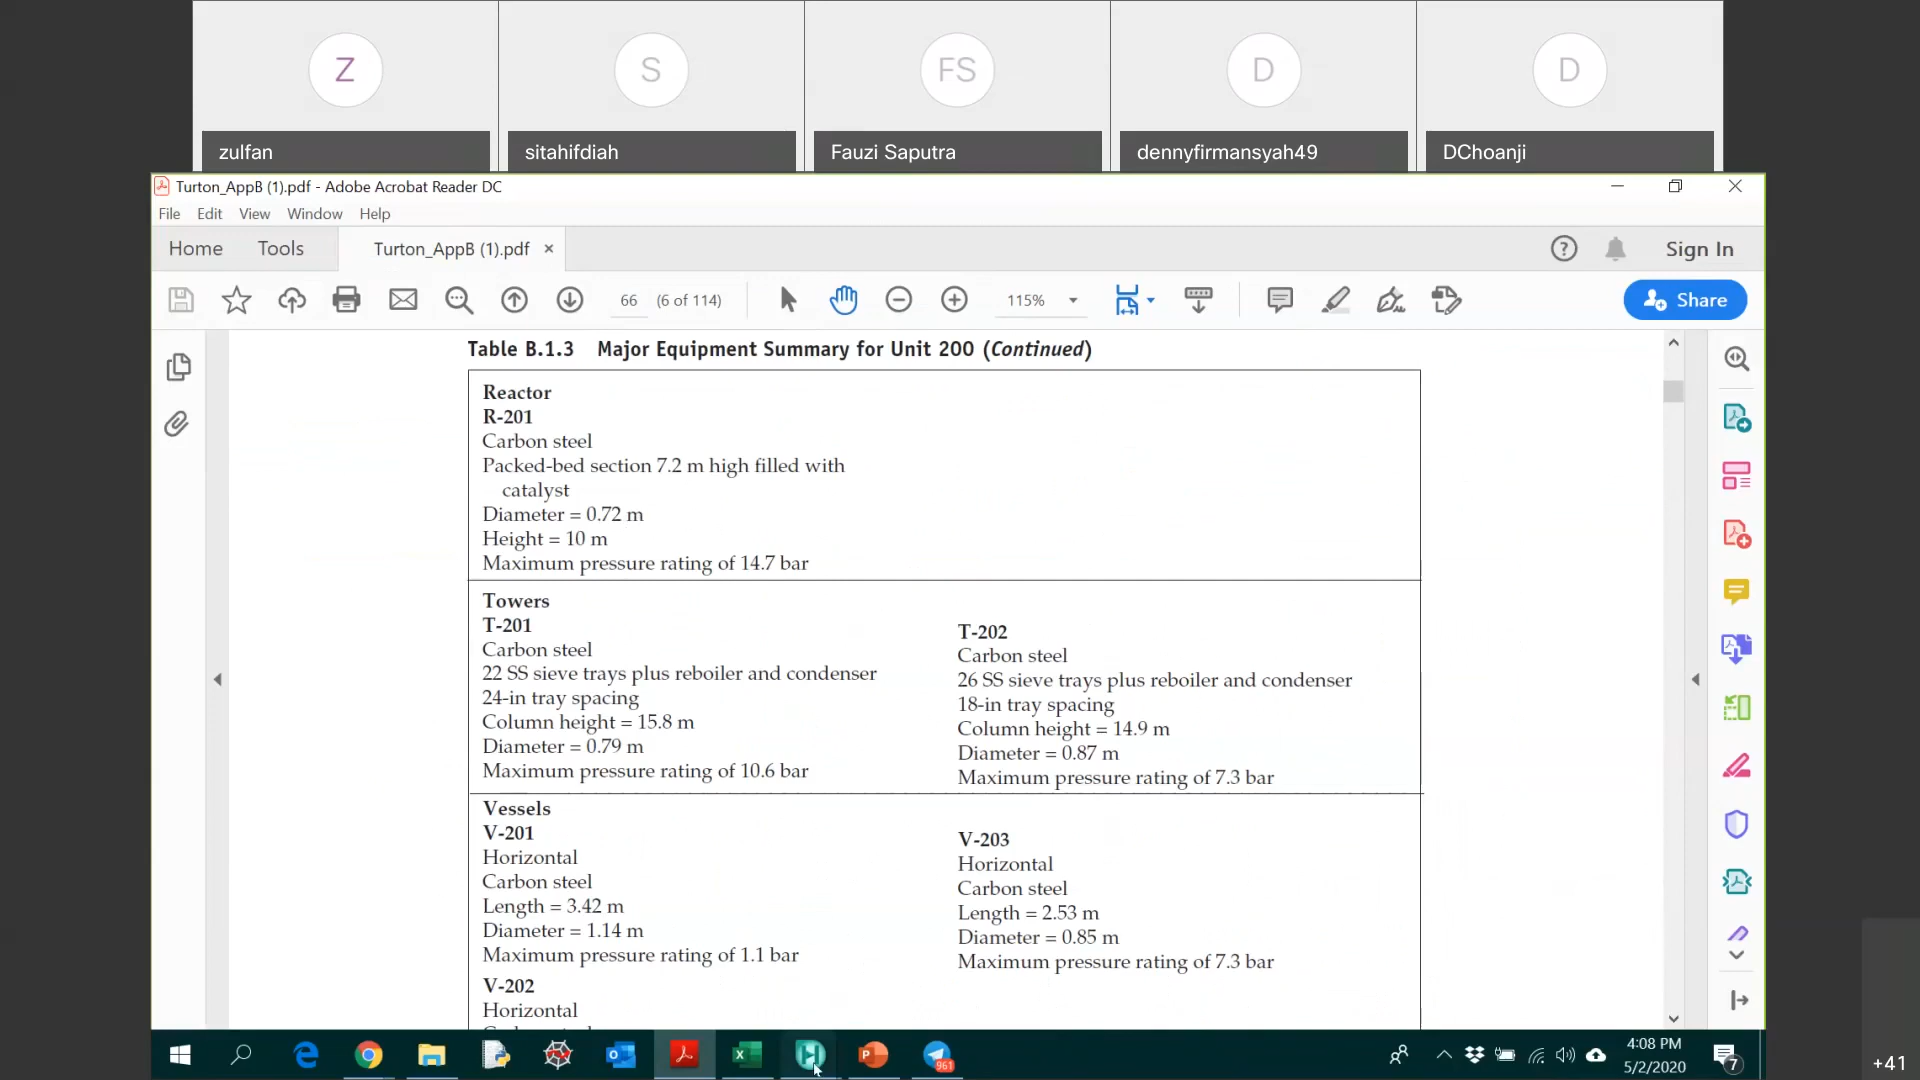 Z
S
FS
D
D
zulfan
sitahifdiah
Fauzi Saputra
dennyfirmansyah49
DChoanji
Turton_AppB (1).pdf - Adobe Acrobat Reader DC
File Edit View Window Help
Home Tools Turton_AppB (1).pdf × Sign In
66 (6 of 114) 115% Share
Table B.1.3 Major Equipment Summary for Unit 200 (Continued)
Reactor
R-201
Carbon steel
Packed-bed section 7.2 m high filled with
catalyst
Diameter = 0.72 m
Height = 10 m
Maximum pressure rating of 14.7 bar
Towers
T-201
Carbon steel
22 SS sieve trays plus reboiler and condenser
24-in tray spacing
Column height = 15.8 m
Diameter = 0.79 m
Maximum pressure rating of 10.6 bar
T-202
Carbon steel
26 SS sieve trays plus reboiler and condenser
18-in tray spacing
Column height = 14.9 m
Diameter = 0.87 m
Maximum pressure rating of 7.3 bar
Vessels
V-201
Horizontal
Carbon steel
Length = 3.42 m
Diameter = 1.14 m
Maximum pressure rating of 1.1 bar
V-202
Horizontal
V-203
Horizontal
Carbon steel
Length = 2.53 m
Diameter = 0.85 m
Maximum pressure rating of 7.3 bar
961
4:08 PM
5/2/2020
7
+41